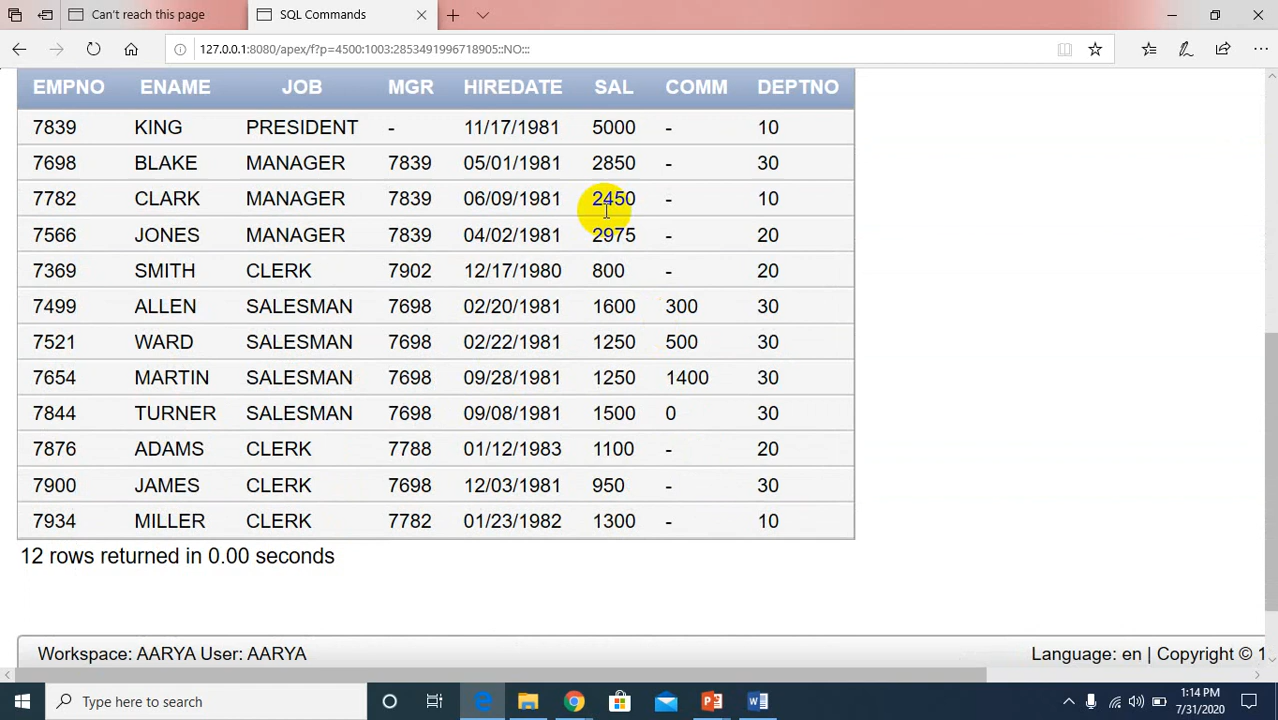 Can't reach this page
SQL Commands
127.0.0.1:8080/apex/f?p=4500:1003:2853491996718905::NO:::
EMPNO ENAME JOB MGR HIREDATE SAL COMM DEPTNO
7839 KING PRESIDENT - 11/17/1981 5000 - 10
7698 BLAKE MANAGER 7839 05/01/1981 2850 - 30
7782 CLARK MANAGER 7839 06/09/1981 2450 - 10
7566 JONES MANAGER 7839 04/02/1981 2975 - 20
7369 SMITH CLERK 7902 12/17/1980 800 - 20
7499 ALLEN SALESMAN 7698 02/20/1981 1600 300 30
7521 WARD SALESMAN 7698 02/22/1981 1250 500 30
7654 MARTIN SALESMAN 7698 09/28/1981 1250 1400 30
7844 TURNER SALESMAN 7698 09/08/1981 1500 0 30
7876 ADAMS CLERK 7788 01/12/1983 1100 - 20
7900 JAMES CLERK 7698 12/03/1981 950 - 30
7934 MILLER CLERK 7782 01/23/1982 1300 - 10
12 rows returned in 0.00 seconds
Workspace: AARYA User: AARYA
Language: en | Copyright © 1
Type here to search
1:14 PM
7/31/2020